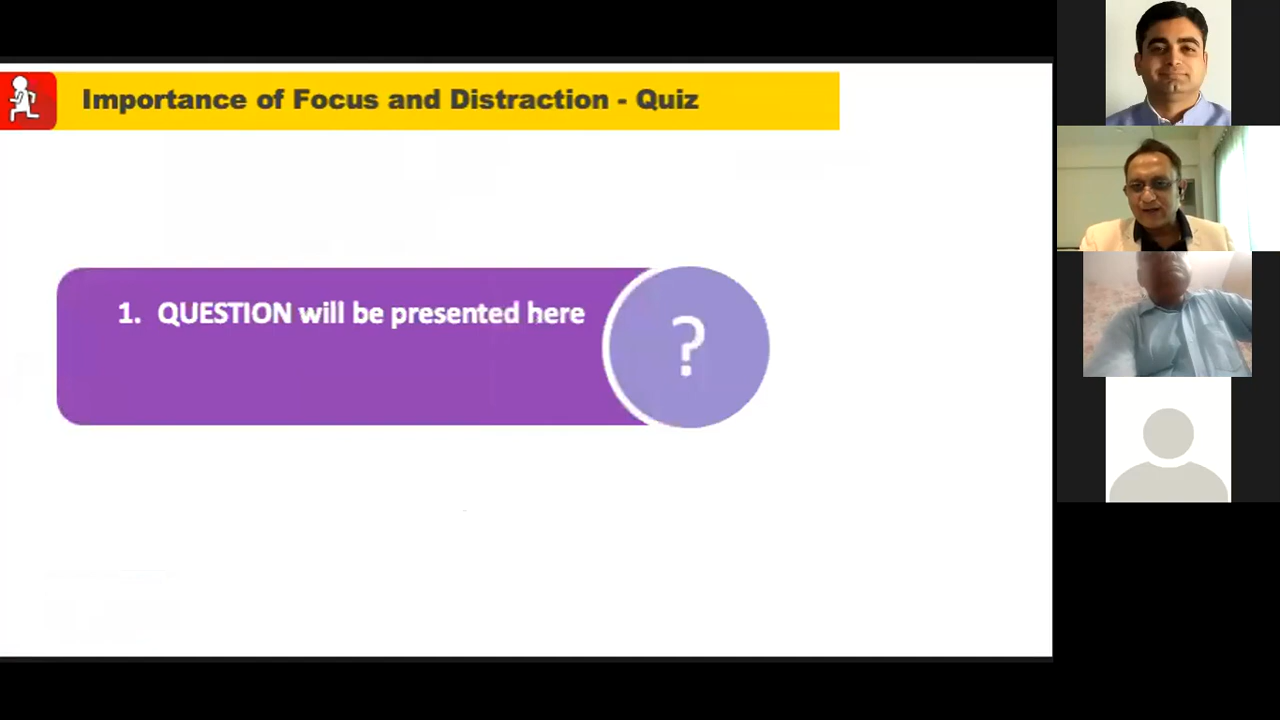 Importance of Focus and Distraction - Quiz
1. QUESTION will be presented here
?